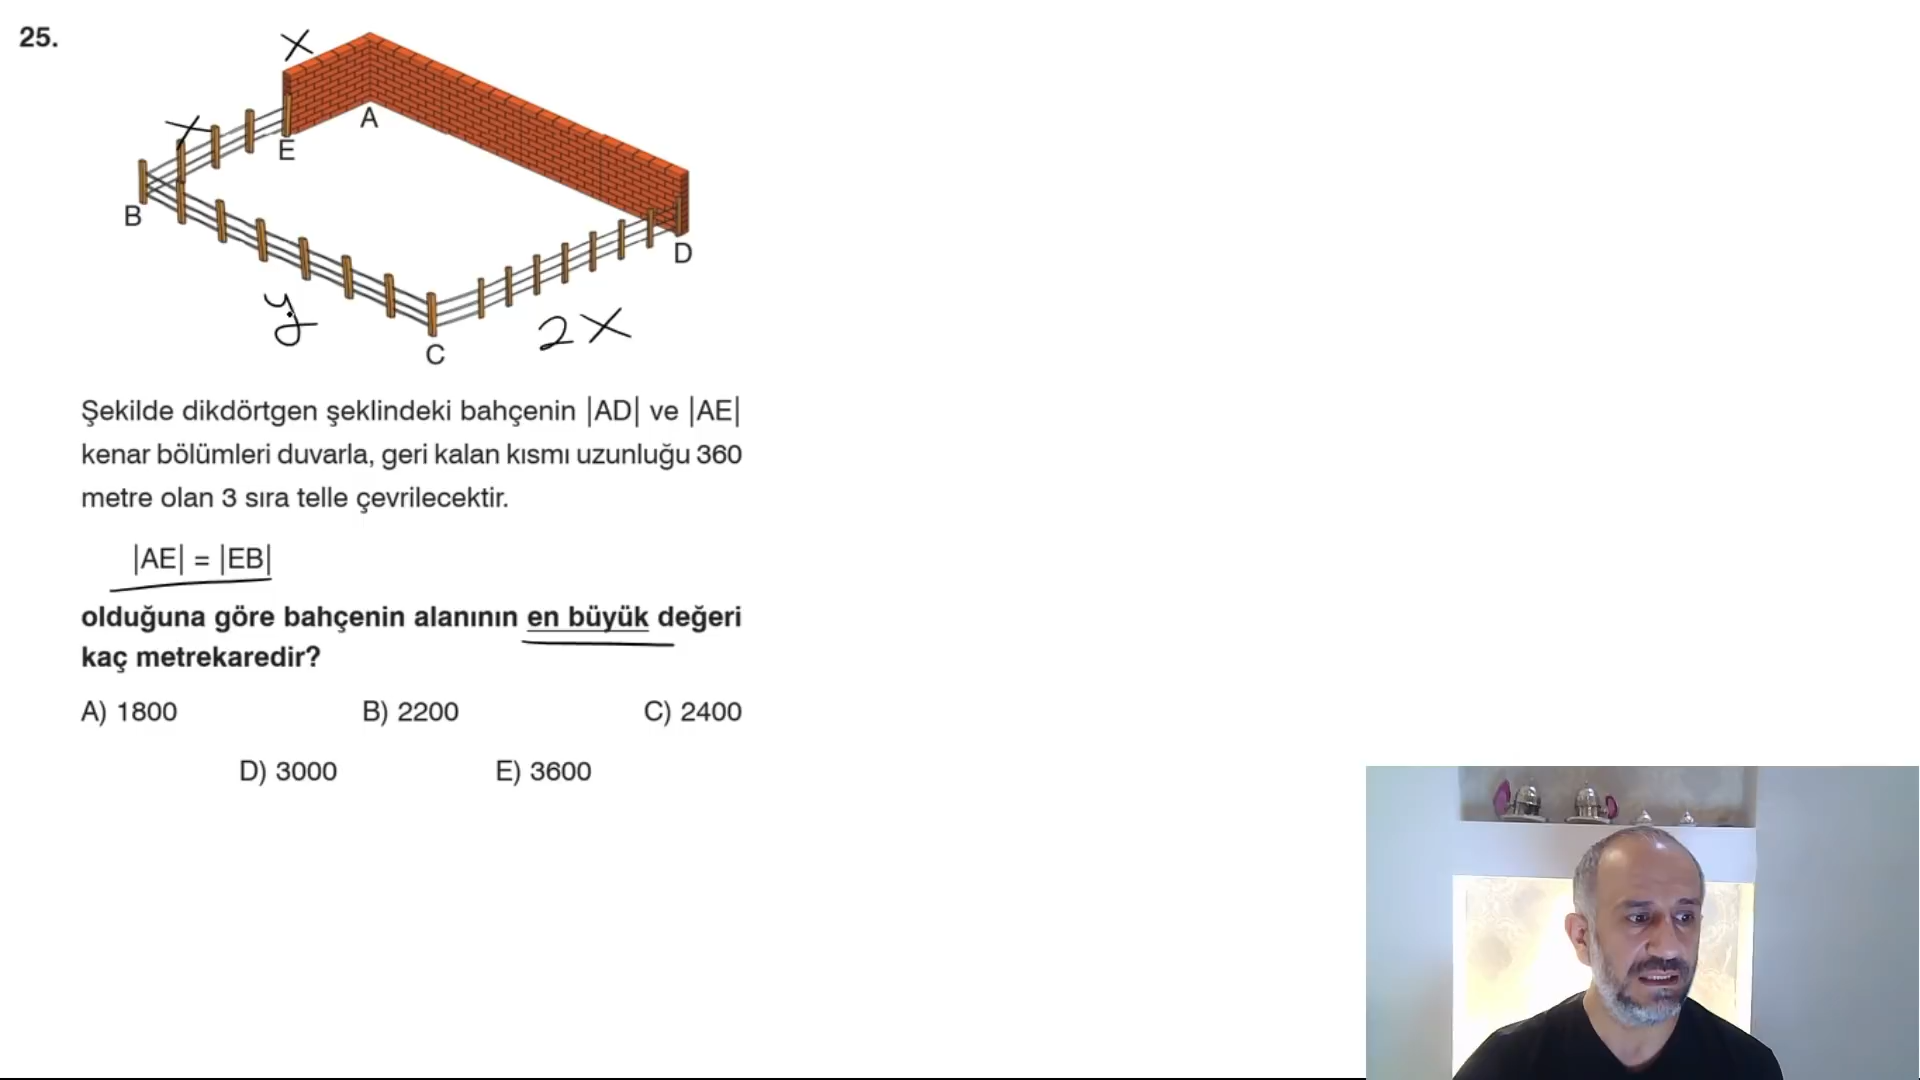 25.
X
A
X
E
B
D
y
2X
C
Şekilde dikdörtgen şeklindeki bahçenin |AD| ve |AE|
kenar bölümleri duvarla, geri kalan kısmı uzunluğu 360
metre olan 3 sıra telle çevrilecektir.
|AE| = |EB|
olduğuna göre bahçenin alanının en büyük değeri
kaç metrekaredir?
A) 1800 B) 2200 C) 2400
D) 3000 E) 3600